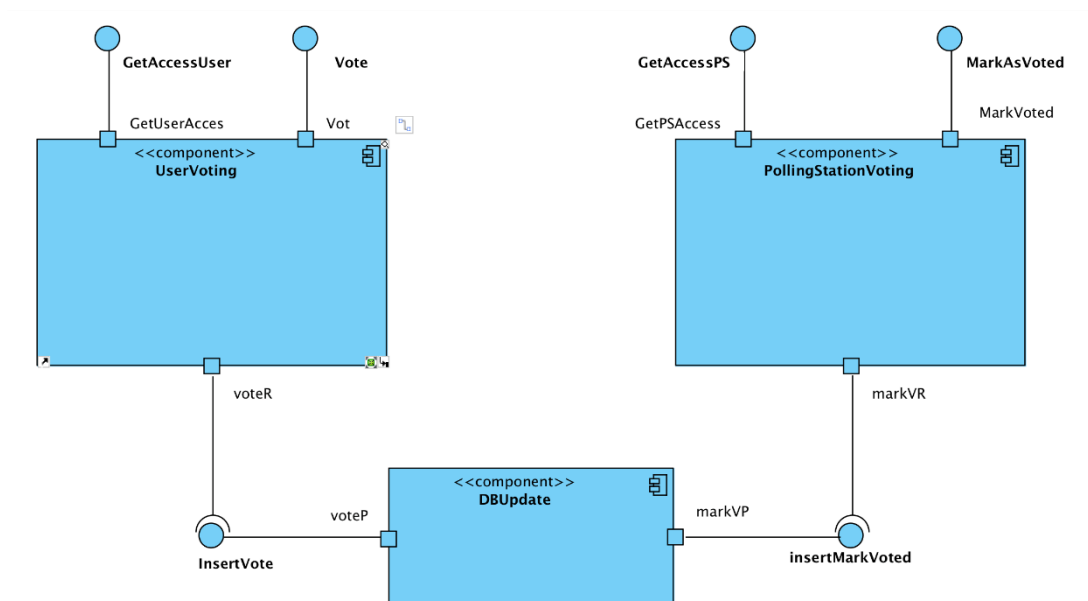 GetAccessUser
Vote
GetAccessPS
MarkAsVoted
GetUserAcces
Vot
GetPSAccess
MarkVoted
<<component>>
UserVoting
<<component>>
PollingStationVoting
voteR
markVR
<<component>>
DBUpdate
voteP
markVP
InsertVote
insertMarkVoted